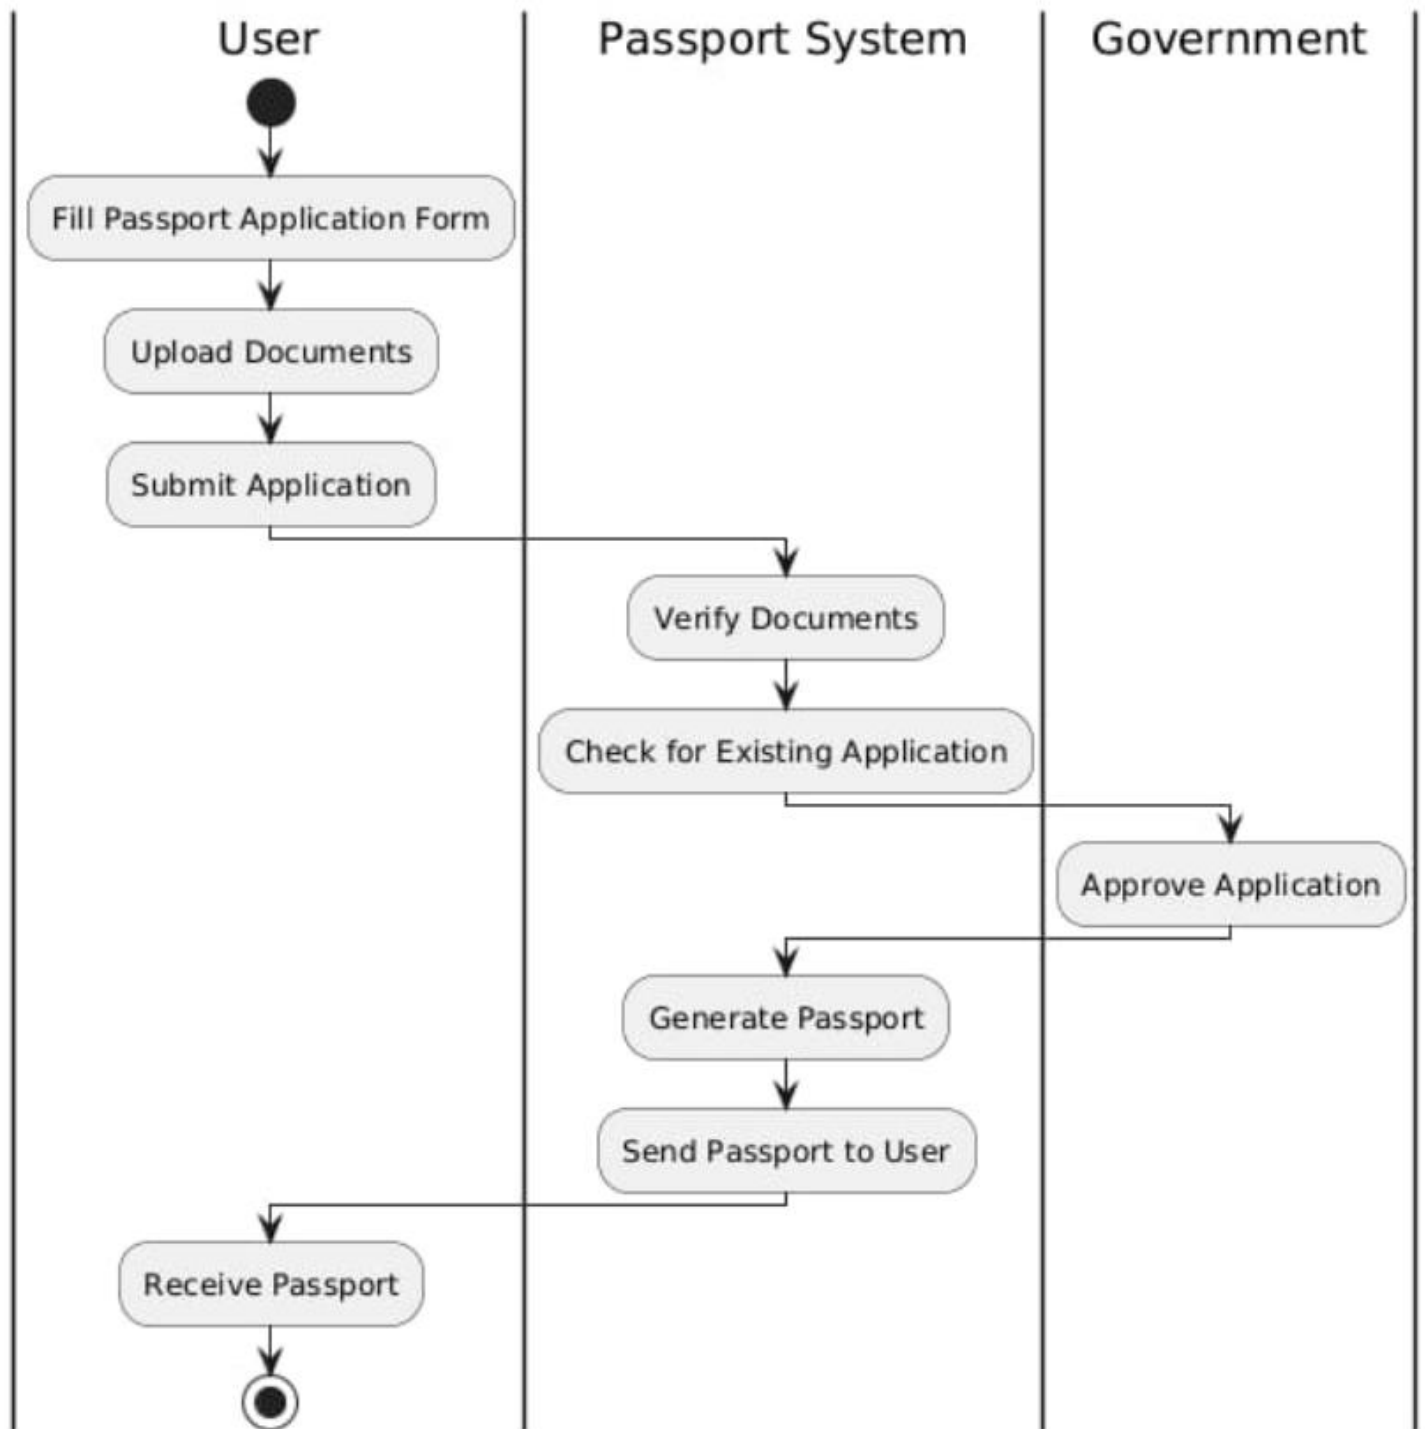 User
Passport System
Government
Fill Passport Application Form
Upload Documents
Submit Application
Verify Documents
Check for Existing Application
Approve Application
Generate Passport
Send Passport to User
Receive Passport